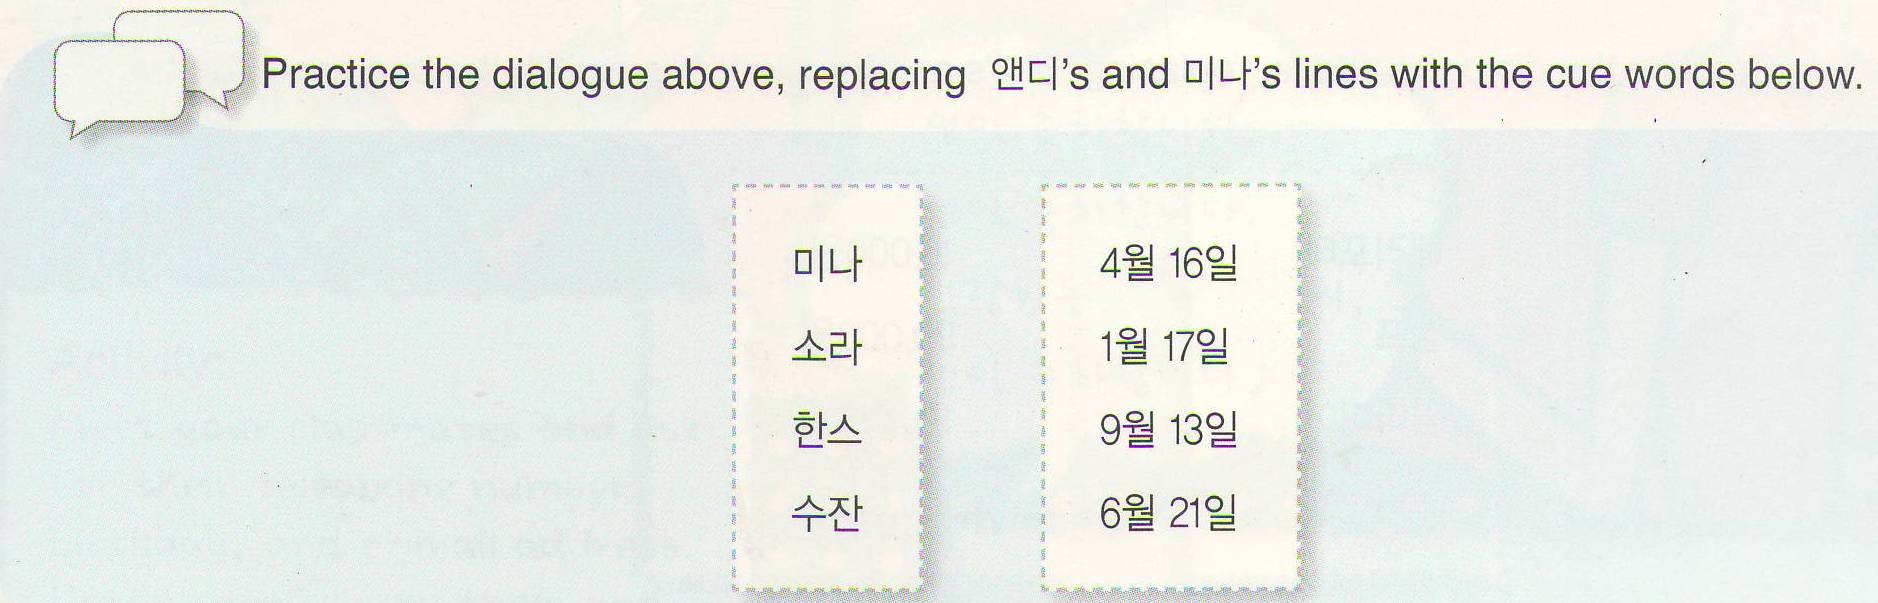 Practice the dialogue above, replacing 앤디's and 미나's lines with the cue words below.
미나 4월 16일
소라 1월 17일
한스 9월 13일
수잔 6월 21일